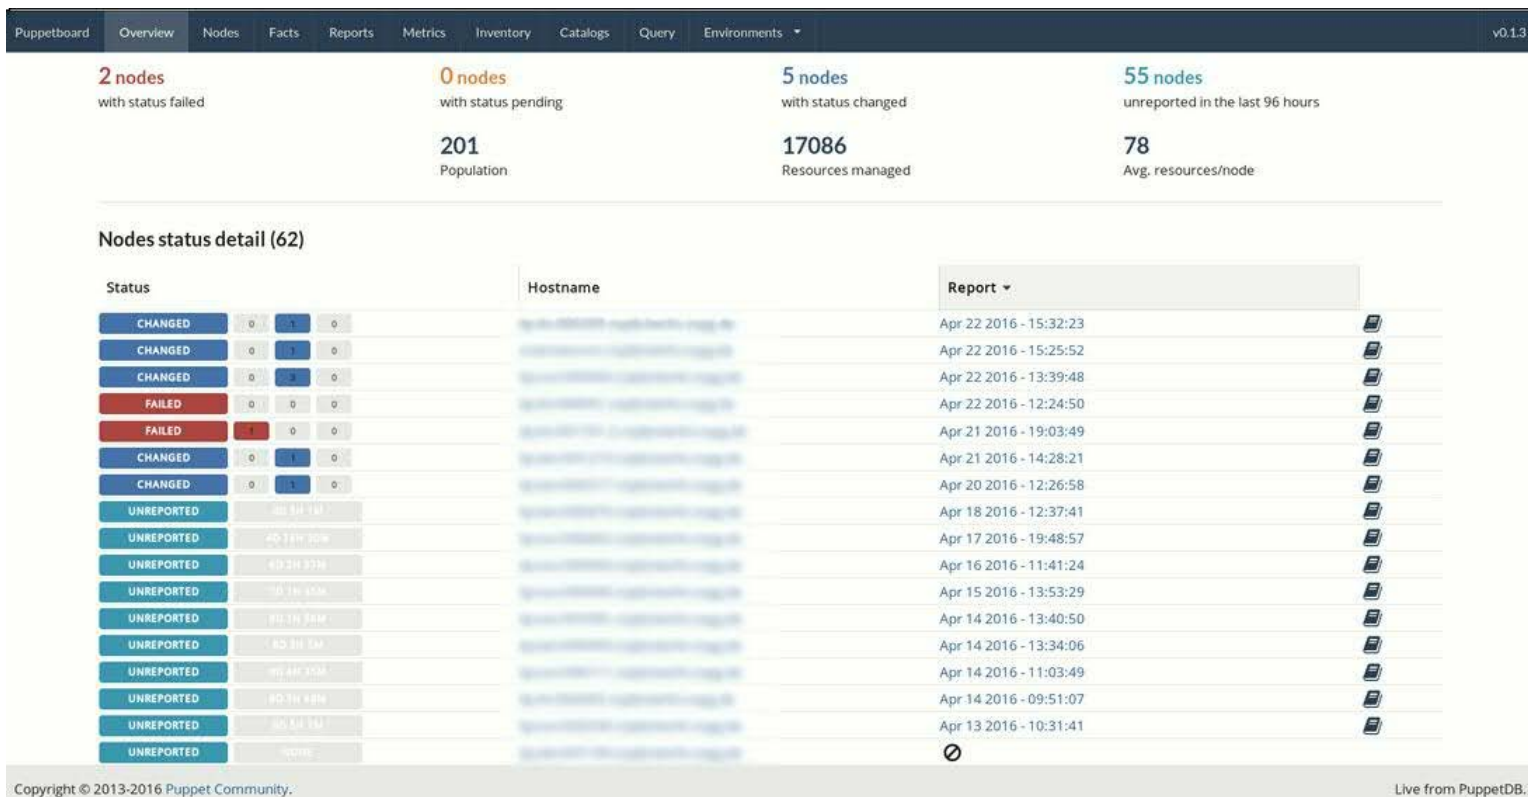 Puppetboard Overview Nodes Facts Reports Metrics Inventory Catalogs Query Environments v0.1.3
2 nodes 0 nodes 5 nodes 55 nodes
with status failed with status pending with status changed unreported in the last 96 hours
201 17086 78
Population Resources managed Avg. resources/node
Nodes status detail (62)
Status Hostname Report
CHANGED 0 1 0 Apr 22 2016 - 15:32:23
CHANGED 0 1 0 Apr 22 2016 - 15:25:52
CHANGED 0 3 0 Apr 22 2016 - 13:39:48
FAILED 0 0 0 Apr 22 2016 - 12:24:50
FAILED 1 0 0 Apr 21 2016 - 19:03:49
CHANGED 0 1 0 Apr 21 2016 - 14:28:21
CHANGED 0 1 0 Apr 20 2016 - 12:26:58
UNREPORTED Apr 18 2016 - 12:37:41
UNREPORTED Apr 17 2016 - 19:48:57
UNREPORTED Apr 16 2016 - 11:41:24
UNREPORTED Apr 15 2016 - 13:53:29
UNREPORTED Apr 14 2016 - 13:40:50
UNREPORTED Apr 14 2016 - 13:34:06
UNREPORTED Apr 14 2016 - 11:03:49
UNREPORTED Apr 14 2016 - 09:51:07
UNREPORTED Apr 13 2016 - 10:31:41
UNREPORTED NONE
Copyright © 2013-2016 Puppet Community. Live from PuppetDB.